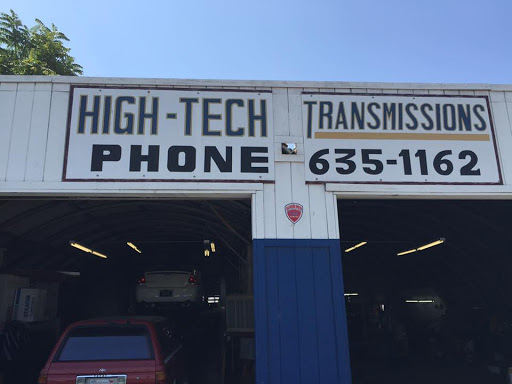 HIGH-TECH
PHONE
TRANSMISSIONS
635-1162